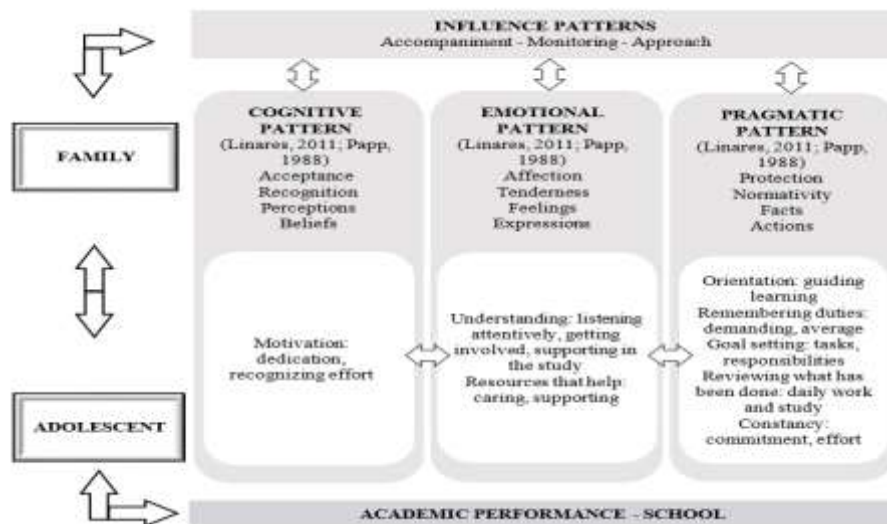 INFLUENCE PATTERNS
Accompaniment - Monitoring - Approach
FAMILY
COGNITIVE
PATTERN
(Linares, 2011; Papp,
1988)
Acceptance
Recognition
Perceptions
Beliefs
EMOTIONAL
PATTERN
(Linares, 2011; Papp,
1988)
Affection
Tenderness
Feelings
Expressions
PRAGMATIC
PATTERN
(Linares, 2011; Papp,
1988)
Protection
Normativity
Facts
Actions
Motivation:
dedication,
recognizing effort
Understanding: listening
attentively, getting
involved, supporting in
the study
Resources that help:
caring, supporting
Orientation: guiding
learning
Remembering duties:
demanding, average
Goal setting: tasks,
responsibilities
Reviewing what has
been done: daily work
and study
Constancy:
commitment, effort
ADOLESCENT
ACADEMIC PERFORMANCE - SCHOOL